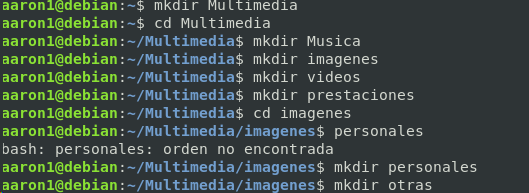 aaron1@debian:~$ mkdir Multimedia
aaron1@debian:~$ cd Multimedia
aaron1@debian:~/Multimedia$ mkdir Musica
aaron1@debian:~/Multimedia$ mkdir imagenes
aaron1@debian:~/Multimedia$ mkdir videos
aaron1@debian:~/Multimedia$ mkdir prestaciones
aaron1@debian:~/Multimedia$ cd imagenes
aaron1@debian:~/Multimedia/imagenes$ personales
bash: personales: orden no encontrada
aaron1@debian:~/Multimedia/imagenes$ mkdir personales
aaron1@debian:~/Multimedia/imagenes$ mkdir otras